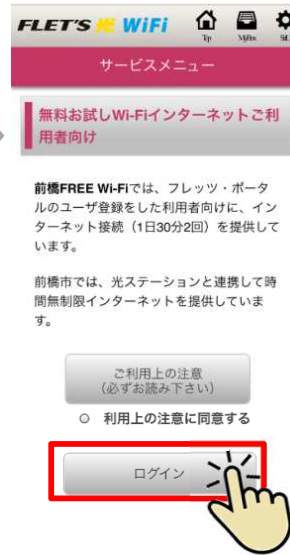 FLET'S 光 WiFi
Top
MyBox
サービスメニュー
無料お試しWi-Fiインターネットご利
用者向け
前橋FREE Wi-Fiでは、フレッツ・ポータ
ルのユーザ登録をした利用者向けに、イン
ターネット接続（1日30分2回）を提供して
います。
前橋市では、光ステーションと連携して時
間無制限インターネットを提供していま
す。
ご利用上の注意
（必ずお読み下さい）
利用上の注意に同意する
ログイン